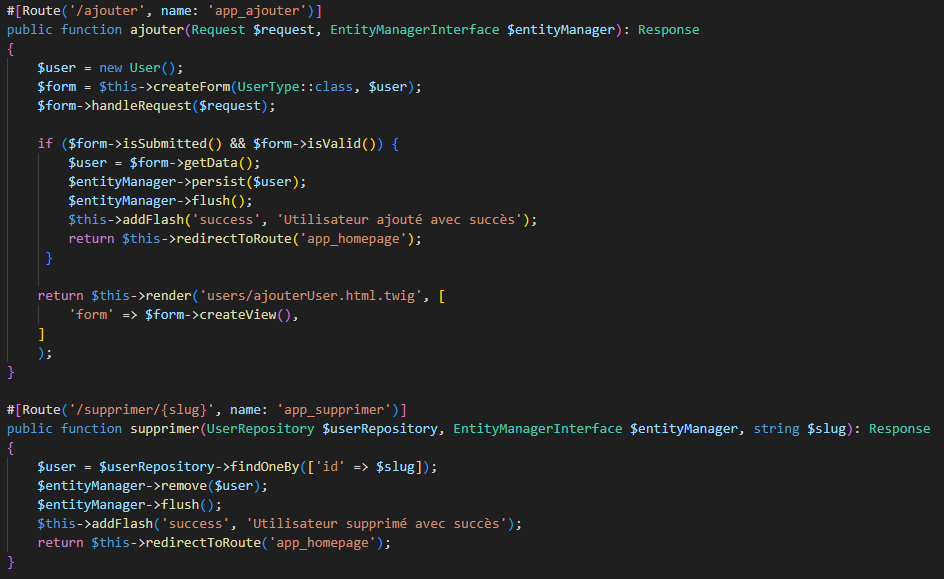 #[Route('/ajouter', name: 'app_ajouter')]
public function ajouter(Request $request, EntityManagerInterface $entityManager): Response
{
    $user = new User();
    $form = $this->createForm(UserType::class, $user);
    $form->handleRequest($request);

    if ($form->isSubmitted() && $form->isValid()) {
        $user = $form->getData();
        $entityManager->persist($user);
        $entityManager->flush();
        $this->addFlash('success', 'Utilisateur ajouté avec succès');
        return $this->redirectToRoute('app_homepage');
     }

    return $this->render('users/ajouterUser.html.twig', [
        'form' => $form->createView(),
    ]
    );
}

#[Route('/supprimer/{slug}', name: 'app_supprimer')]
public function supprimer(UserRepository $userRepository, EntityManagerInterface $entityManager, string $slug): Response
{
    $user = $userRepository->findOneBy(['id' => $slug]);
    $entityManager->remove($user);
    $entityManager->flush();
    $this->addFlash('success', 'Utilisateur supprimé avec succès');
    return $this->redirectToRoute('app_homepage');
}